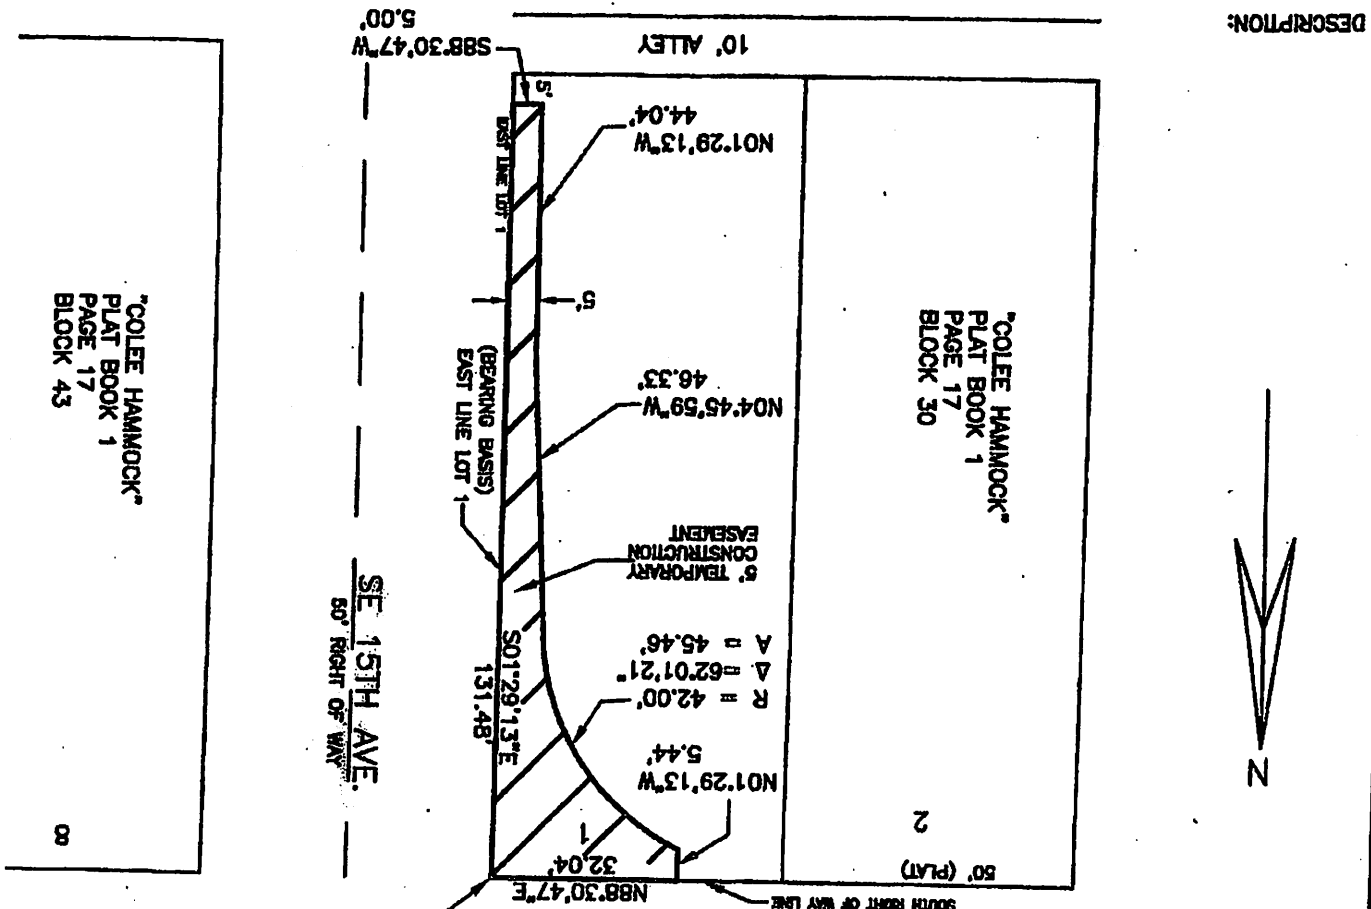 SOUTH RIGHT OF WAY LINE
50' (PLAT)
2
N88°30'47"E
32.04'
1
8
N01°29'13"W
5.44'
R = 42.00'
Δ =62°01'21"
A = 45.46'
S01°29'13"E
131.48'
SE 15TH AVE.
50' RIGHT OF WAY
N
5' TEMPORARY
CONSTRUCTION
EASEMENT
EAST LINE LOT 1
(BEARING BASIS)
N04°45'59"W
46.33'
"COLEE HAMMOCK"
PLAT BOOK 1
PAGE 17
BLOCK 30
"COLEE HAMMOCK"
PLAT BOOK 1
PAGE 17
BLOCK 43
5'
EAST LINE LOT 1
N01°29'13"W
44.04'
5'
S88°30'47"W
5.00'
10' ALLEY
DESCRIPTION: